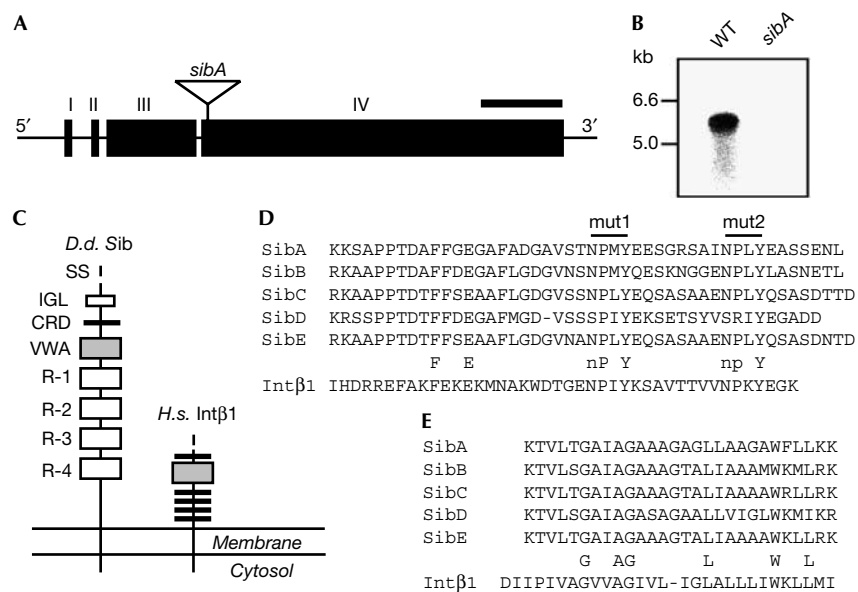 A
sibA
I II III IV
5′ 3′
B
WT sibA
kb
6.6
5.0
C
D.d. Sib
SS
IGL
CRD
VWA
R-1
R-2
R-3
R-4
H.s. Intβ1
Membrane
Cytosol
D
mut1 mut2
SibA KKSAPPTDAFFGEGAFADGAVSTNPMYEESGRSAINPLYEASSENL
SibB RKAAPPTDAFFDEGAFLGDGVNSNPMYQESKNGGENPLYLASNETL
SibC RKAAPPTDTFFSEAAFLGDGVSSNPLYEQSASAAENPLYQSASDTTD
SibD KRSSPPTDTFFDEGAFMGD-VSSSPIYEKSETSYVSRIYEGADD
SibE RKAAPPTDTFFSEAAFLGDGVNANPLYEQSASAAENPLYQSASDNTD
F E nP Y np Y
Intβ1 IHDRREFAKFEKEKMNAKWDTGENPIYKSAVTTVVNPKYEGK
E
SibA KTVLTGAIAGAAAGAGLLAAGAWFLLKK
SibB KTVLSGAIAGAAAGTALIAAAMWKMLRK
SibC KTVLTGAIAGAAAGTALIAAAAWRLLRK
SibD KTVLSGAIAGASAGAALLVIGLWKMIKR
SibE KTVLTGAIAGAAAGTALIAAAAWKLLRK
G AG L W L
Intβ1 DIIPIVAGVVAGIVL-IGLALLLIWKLLMI